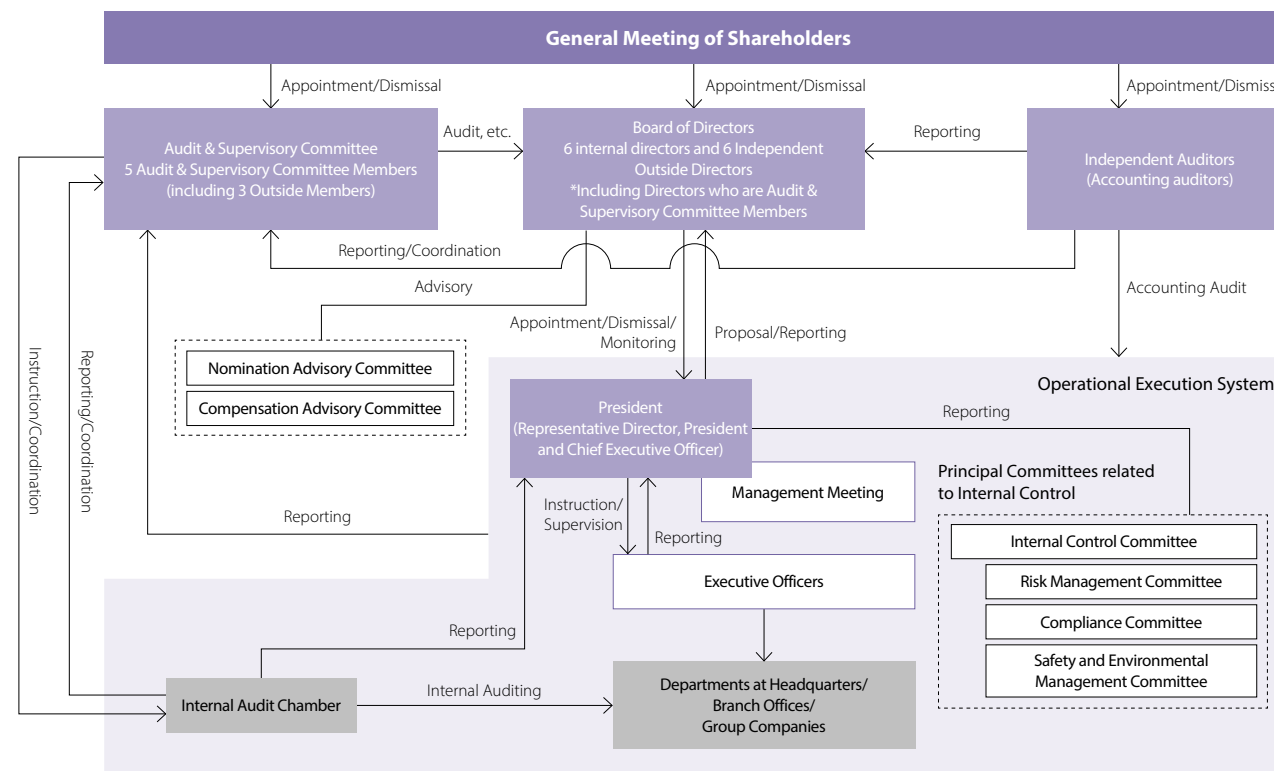 General Meeting of Shareholders
Appointment/Dismissal
Appointment/Dismissal
Appointment/Dismiss
Audit & Supervisory Committee
5 Audit & Supervisory Committee Members
(including 3 Outside Members)
Audit, etc.
Board of Directors
6 internal directors and 6 Independent
Outside Directors
*Including Directors who are Audit &
Supervisory Committee Members
Reporting
Independent Auditors
(Accounting auditors)
Reporting/Coordination
Advisory
Accounting Audit
Appointment/Dismissal/
Monitoring
Proposal/Reporting
Instruction/Coordination
Reporting/Coordination
Nomination Advisory Committee
Compensation Advisory Committee
Operational Execution System
President
(Representative Director, President
and Chief Executive Officer)
Reporting
Management Meeting
Principal Committees related
to Internal Control
Instruction/
Supervision
Reporting
Reporting
Internal Control Committee
Executive Officers
Risk Management Committee
Compliance Committee
Safety and Environmental
Management Committee
Reporting
Internal Audit Chamber
Internal Auditing
Departments at Headquarters/
Branch Offices/
Group Companies